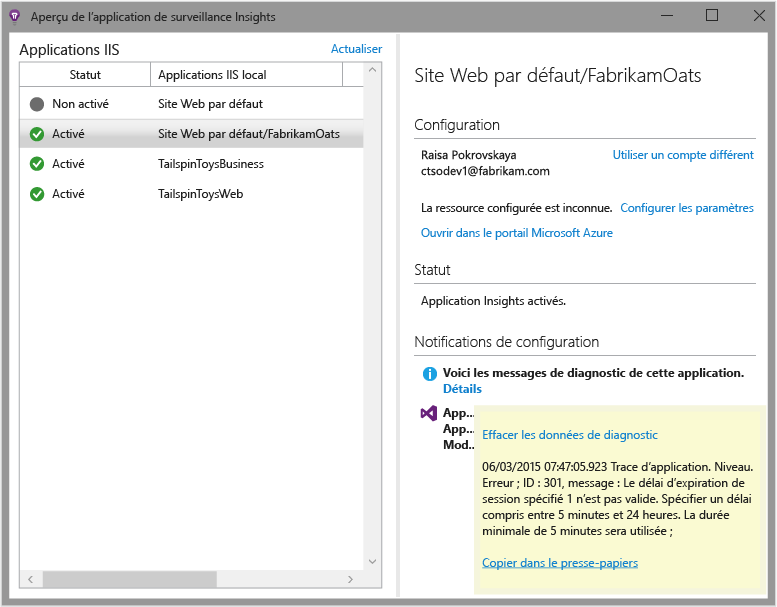 Aperçu de l'application de surveillance Insights
Applications IIS
Actualiser
Statut
Applications IIS local
Non activé
Site Web par défaut
Activé
Site Web par défaut/FabrikamOats
Activé
TailspinToysBusiness
Activé
TailspinToysWeb
Site Web par défaut/FabrikamOats
Configuration
Raisa Pokrovskaya
Utiliser un compte différent
ctsodev1@fabrikam.com
La ressource configurée est inconnue.
Configurer les paramètres
Ouvrir dans le portail Microsoft Azure
Statut
Application Insights activés.
Notifications de configuration
Voici les messages de diagnostic de cette application.
Détails
App...
App...
Mod...
Effacer les données de diagnostic
06/03/2015 07:47:05.923 Trace d'application. Niveau.
Erreur ; ID : 301, message : Le délai d'expiration de
session spécifié 1 n'est pas valide. Spécifier un délai
compris entre 5 minutes et 24 heures. La durée
minimale de 5 minutes sera utilisée ;
Copier dans le presse-papiers